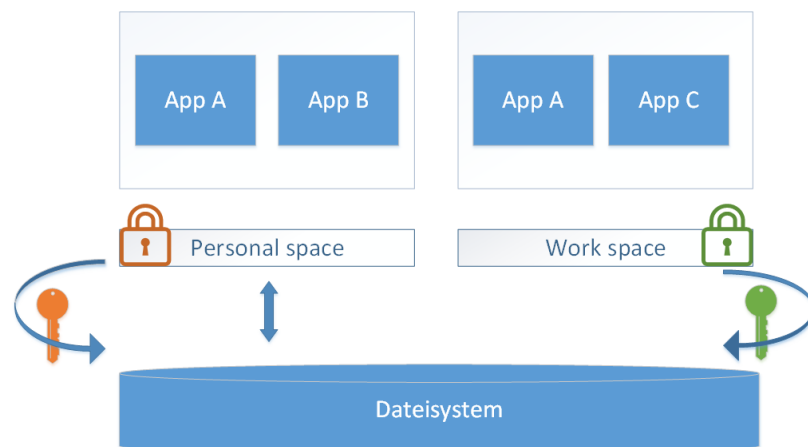 App A
App B
App A
App C
Personal space
Work space
Dateisystem